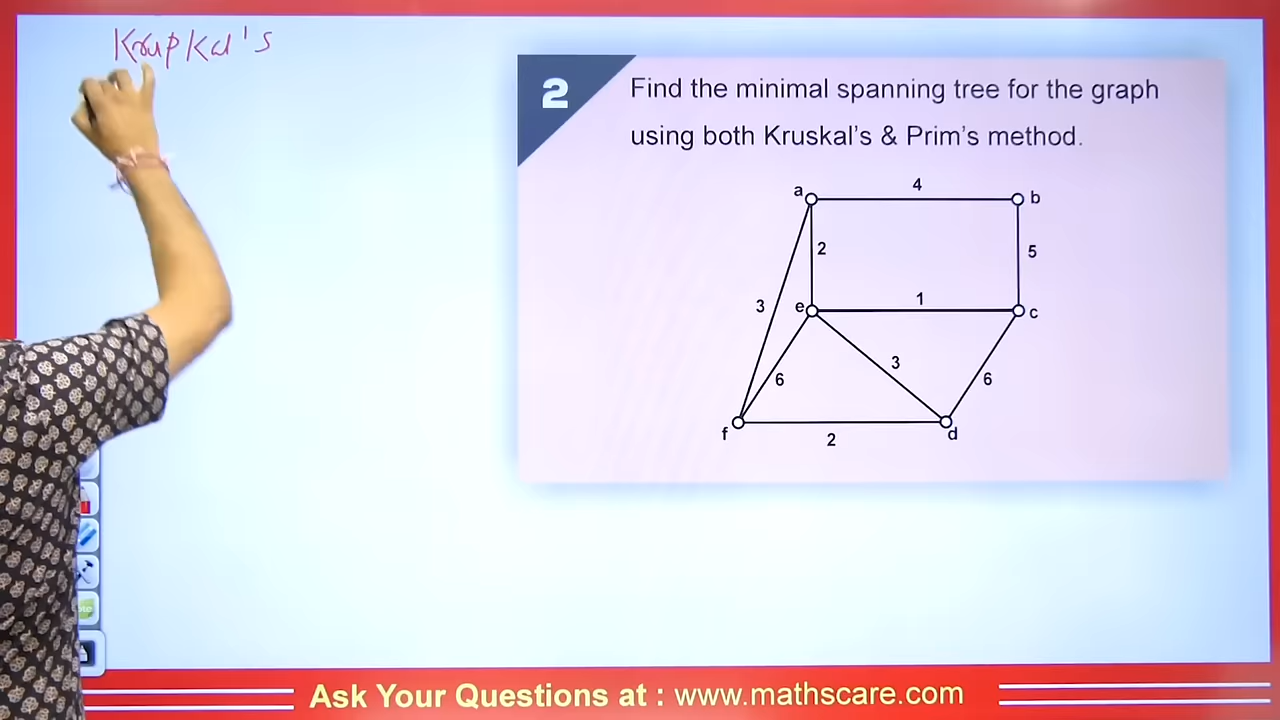 Krupkal's
2
Find the minimal spanning tree for the graph
using both Kruskal's & Prim's method.
a
4
b
2
5
3
e
1
c
3
6
6
f
d
2
Ask Your Questions at : www.mathscare.com